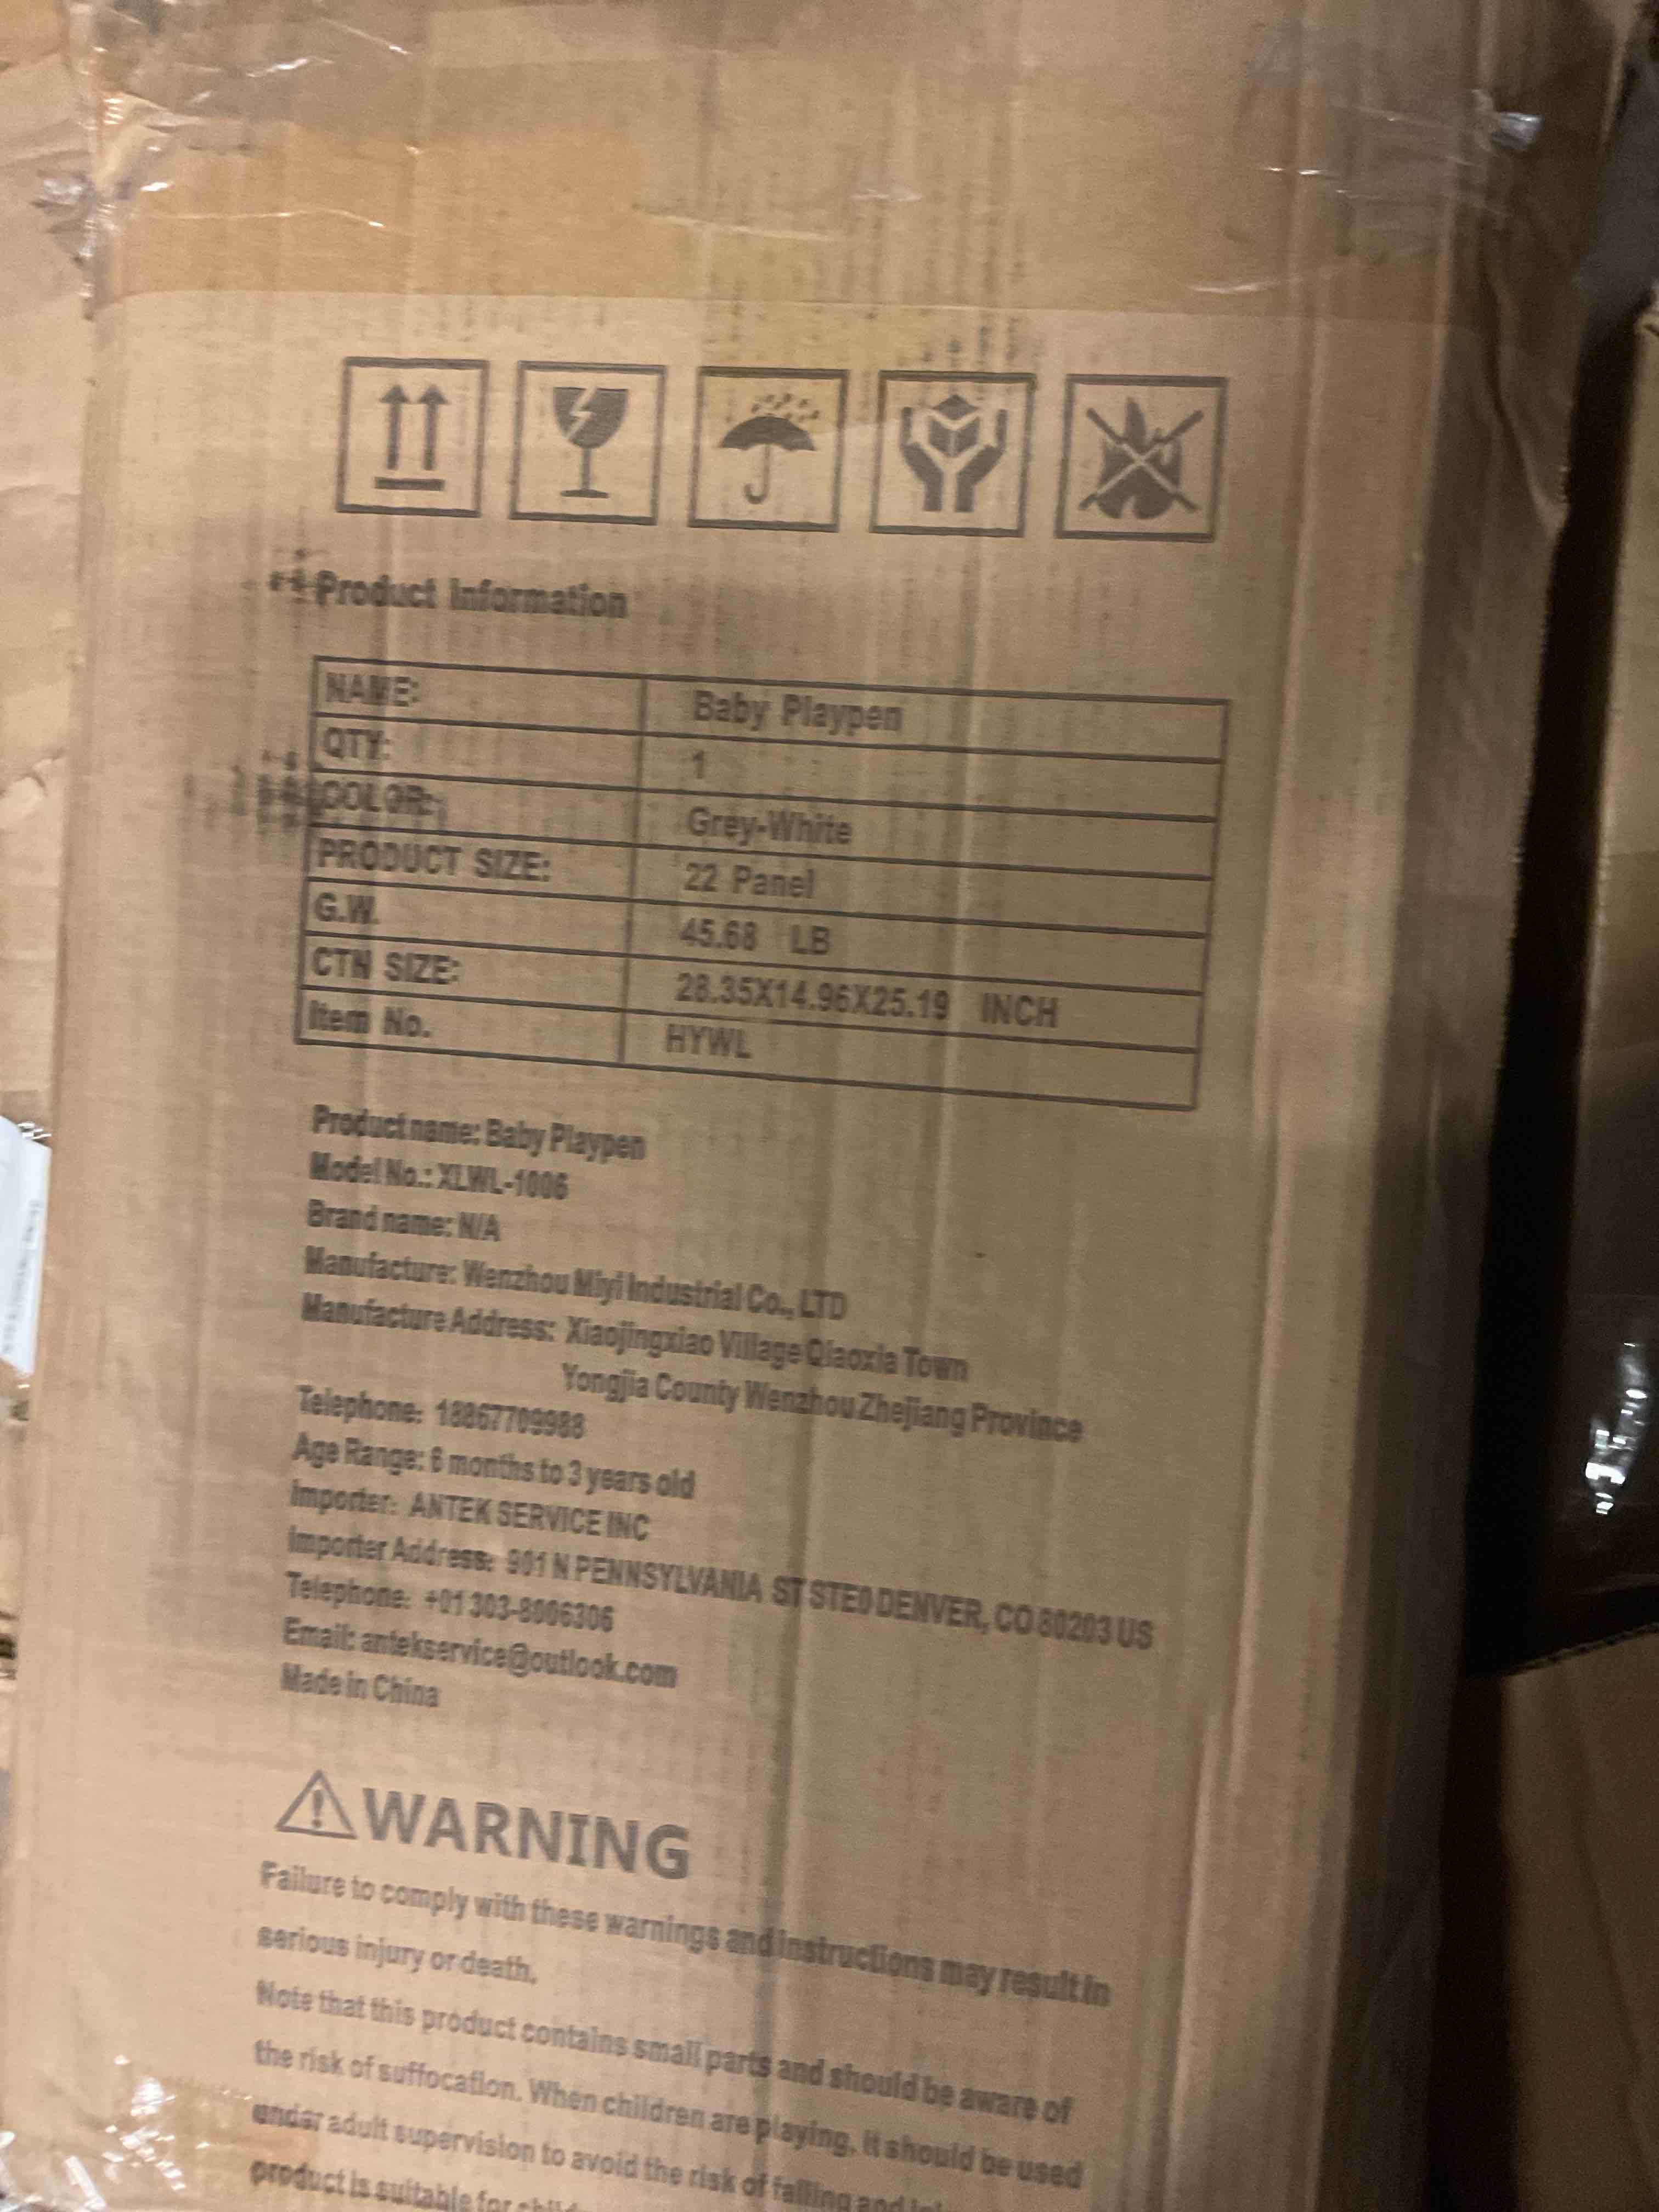 Product Information
NAME: Baby Playpen
QTY: 1
COLOR: Grey-White
PRODUCT SIZE: 22 Panel
G.W. 45.68 LB
CTN SIZE: 28.35X14.96X25.19 INCH
Item No. HYWL
Product name: Baby Playpen
Model No.: XLWL-1006
Brand name: N/A
Manufacture: Wenzhou Miyi Industrial Co., LTD
Manufacture Address: Xiaojingxiao Village Qiaoxia Town
Yongjia County Wenzhou Zhejiang Province
Telephone: 18867709988
Age Range: 6 months to 3 years old
Importer: ANTEK SERVICE INC
Importer Address: 901 N PENNSYLVANIA ST STE0 DENVER, CO 80203 US
Telephone: +01 303-8006306
Email: antekservice@outlook.com
Made in China
WARNING
Failure to comply with these warnings and instructions may result in
serious injury or death.
Note that this product contains small parts and should be aware of
the risk of suffocation. When children are playing, it should be used
under adult supervision to avoid the risk of falling and
product is suitable for